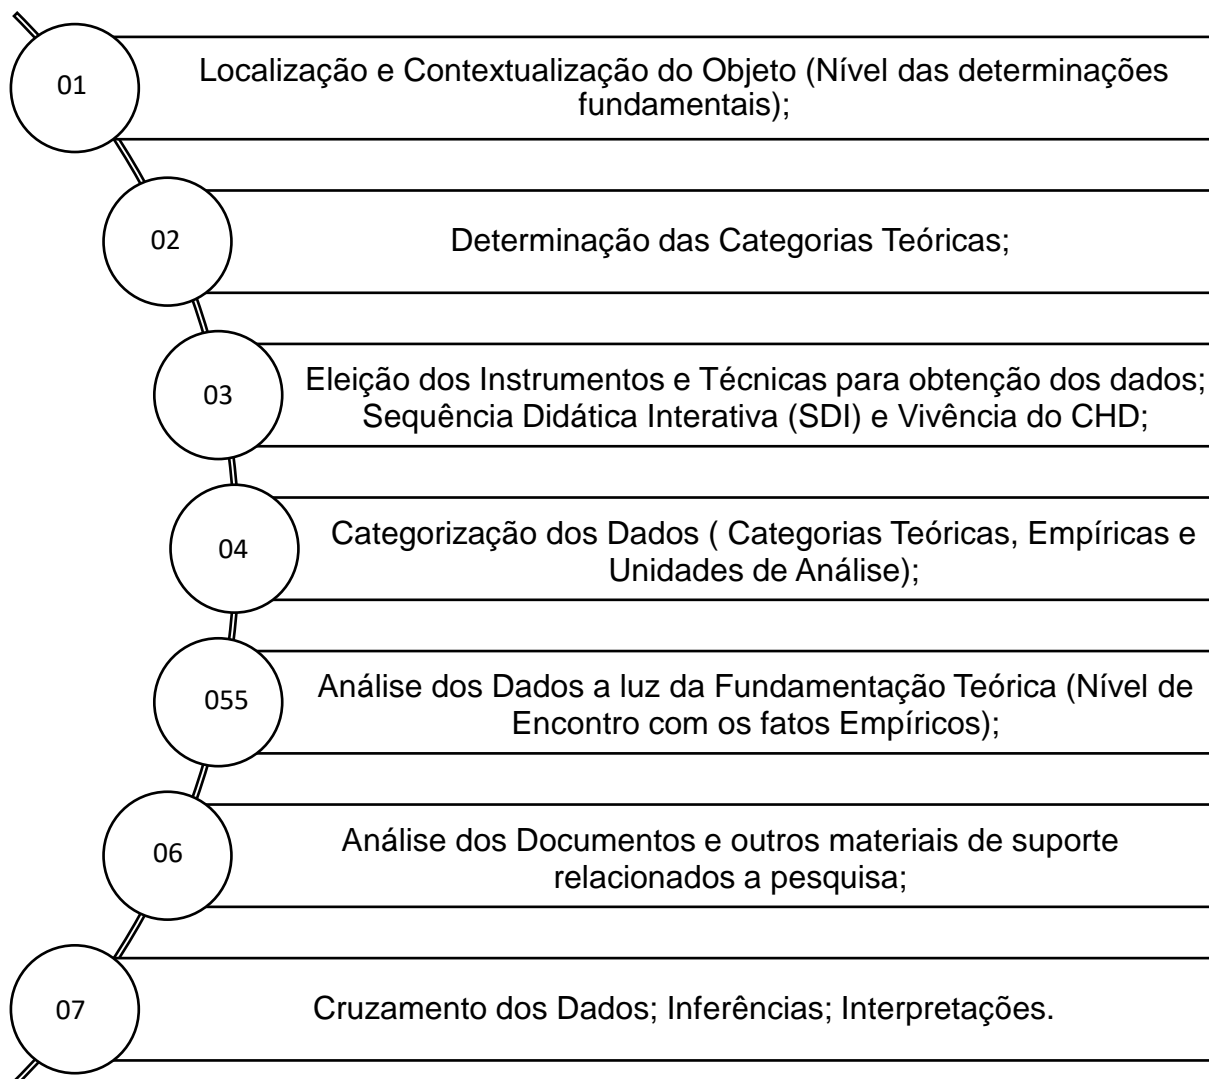 01
Localização e Contextualização do Objeto (Nível das determinações
fundamentais);
02
Determinação das Categorias Teóricas;
03
Eleição dos Instrumentos e Técnicas para obtenção dos dados;
Sequência Didática Interativa (SDI) e Vivência do CHD;
04
Categorização dos Dados ( Categorias Teóricas, Empíricas e
Unidades de Análise);
055
Análise dos Dados a luz da Fundamentação Teórica (Nível de
Encontro com os fatos Empíricos);
06
Análise dos Documentos e outros materiais de suporte
relacionados a pesquisa;
07
Cruzamento dos Dados; Inferências; Interpretações.